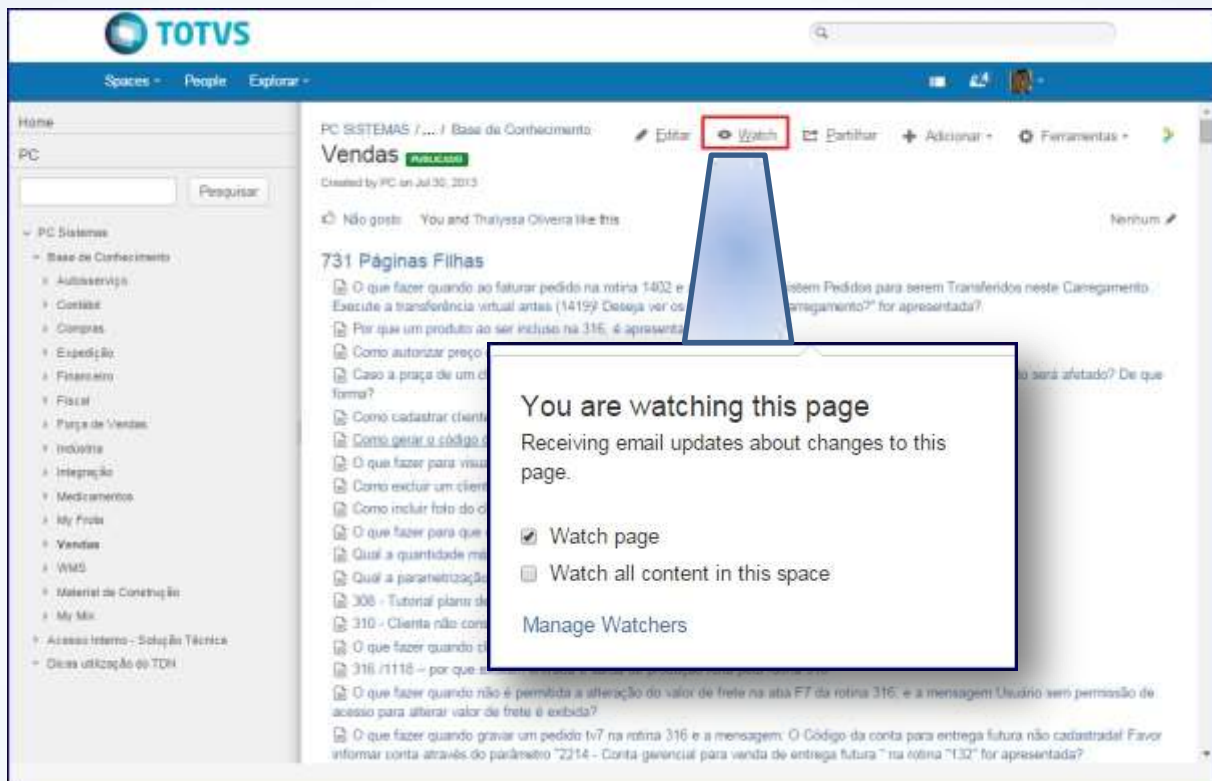 TOTVS
Spaces People Explorar
Home
PC
Pesquisar
PC Sistemas
Base de Conhecimento
Autosserviço
Contábil
Compras
Expedição
Financeiro
Fiscal
Força de Vendas
Indústria
Integração
Medicamentos
My Frota
Vendas
WMS
Material de Construção
My Mix
Acesso Interno - Solução Técnica
Dicas utilização do TDN
PC SISTEMAS / ... / Base de Conhecimento
Editar Watch Partilhar Adicionar Ferramentas
Vendas PUBLICADO
Created by PC on Jul 30, 2013
Não gosto You and Thalyssa Oliveira like this Nenhum
731 Páginas Filhas
O que fazer quando ao faturar pedido na rotina 1402 e stem Pedidos para serem Transferidos neste Carregamento.
Execute a transferência virtual antes (1419)! Deseja ver os arregamento?" for apresentada?
Por que um produto ao ser incluso na 316, é apresenta
Como autorizar preço
Caso a praça de um cl o será afetado? De que
forma?
Como cadastrar client
Como gerar o código d
O que fazer para visua
Como excluir um client
Como incluir foto do cl
O que fazer para que
Qual a quantidade má
Qual a parametrização
308 - Tutorial plano de
310 - Cliente não cons
O que fazer quando cl
316 /1118 – por que
O que fazer quando não é permitida a alteração do valor de frete na aba F7 da rotina 316, e a mensagem Usuário sem permissão de
acesso para alterar valor de frete é exibida?
O que fazer quando gravar um pedido tv7 na rotina 316 e a mensagem: O Código da conta para entrega futura não cadastrada! Favor
informar conta através do parâmetro "2214 - Conta gerencial para venda de entrega futura " na rotina "132" for apresentada?
You are watching this page
Receiving email updates about changes to this
page.
Watch page
Watch all content in this space
Manage Watchers